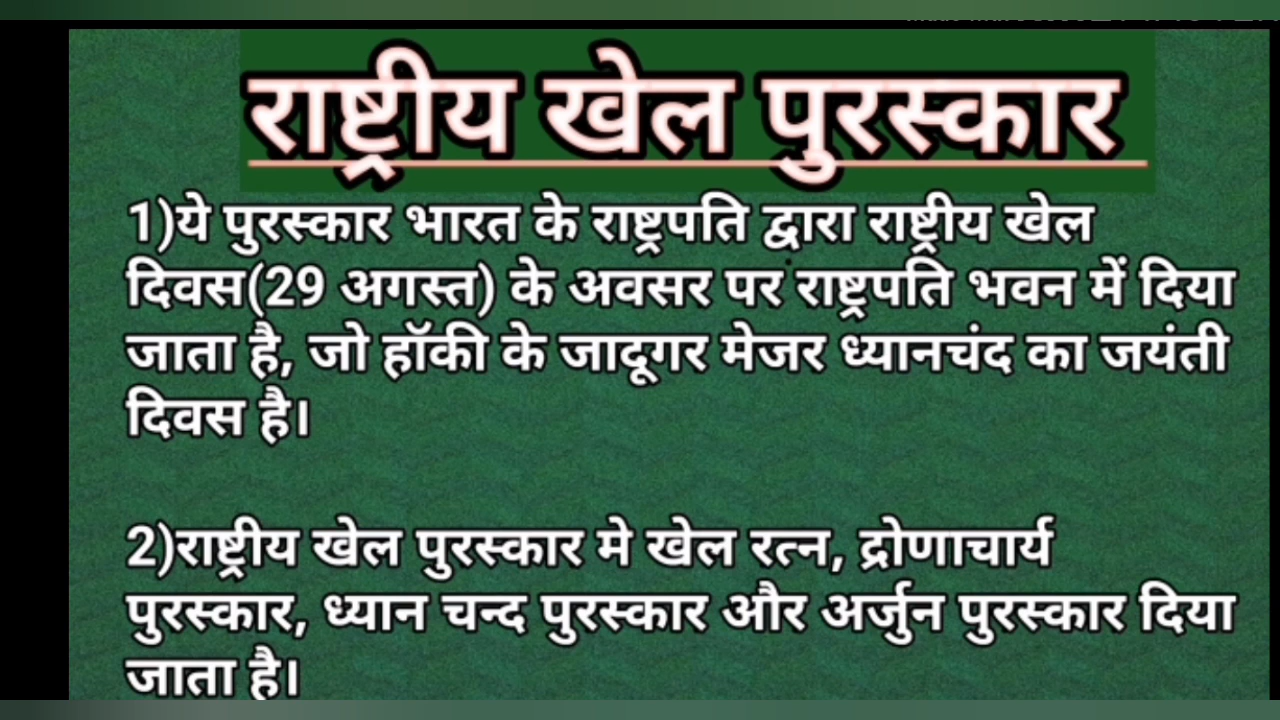 राष्ट्रीय खेल पुरस्कार
1)ये पुरस्कार भारत के राष्ट्रपति द्वारा राष्ट्रीय खेल
दिवस(29 अगस्त) के अवसर पर राष्ट्रपति भवन में दिया
जाता है, जो हॉकी के जादूगर मेजर ध्यानचंद का जयंती
दिवस है।
2)राष्ट्रीय खेल पुरस्कार मे खेल रत्न, द्रोणाचार्य
पुरस्कार, ध्यान चन्द पुरस्कार और अर्जुन पुरस्कार दिया
जाता है।